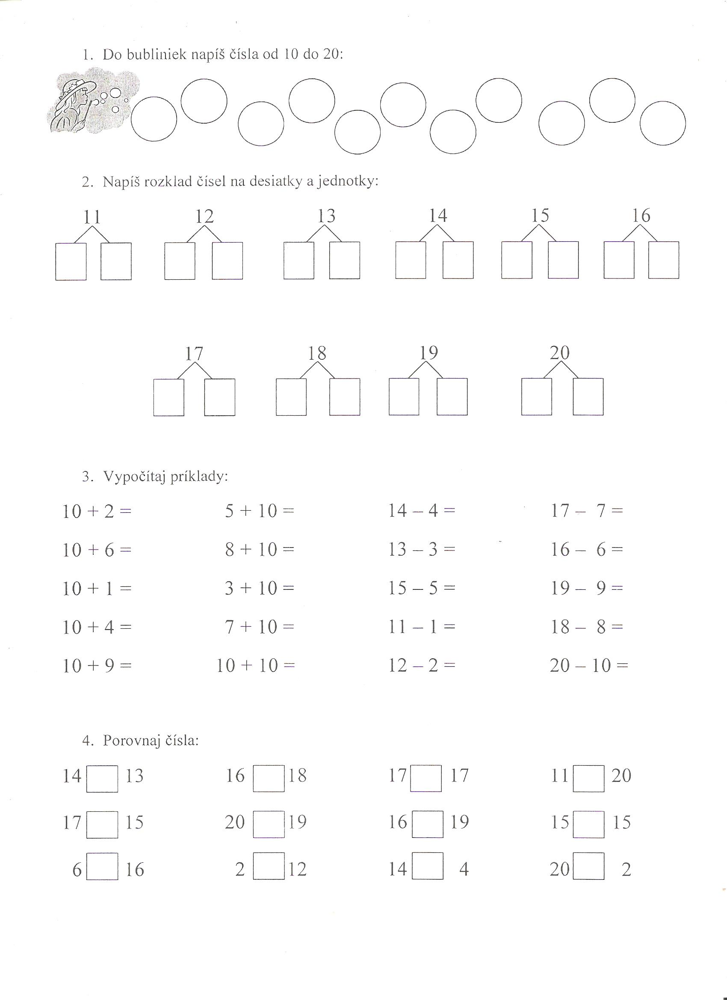 1. Do bubliniek napíš čísla od 10 do 20:
2. Napíš rozklad čísel na desiatky a jednotky:
11 12 13 14 15 16
17 18 19 20
3. Vypočítaj príklady:
10 + 2 = 5 + 10 = 14 – 4 = 17 – 7 =
10 + 6 = 8 + 10 = 13 – 3 = 16 – 6 =
10 + 1 = 3 + 10 = 15 – 5 = 19 – 9 =
10 + 4 = 7 + 10 = 11 – 1 = 18 – 8 =
10 + 9 = 10 + 10 = 12 – 2 = 20 – 10 =
4. Porovnaj čísla:
14 13 16 18 17 17 11 20
17 15 20 19 16 19 15 15
6 16 2 12 14 4 20 2